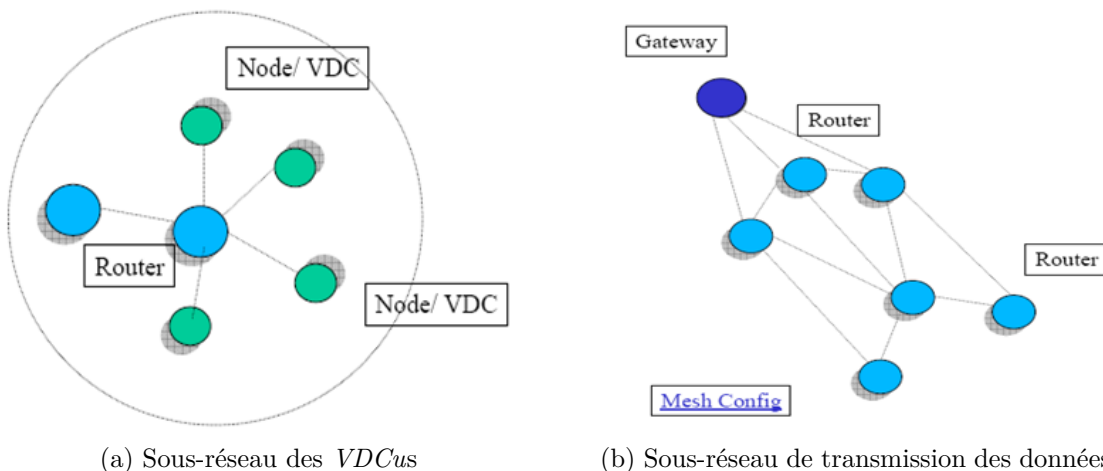 Node/ VDC
Router
Node/ VDC
Gateway
Router
Router
Mesh Config
(a) Sous-réseau des VDCus
(b) Sous-réseau de transmission des données